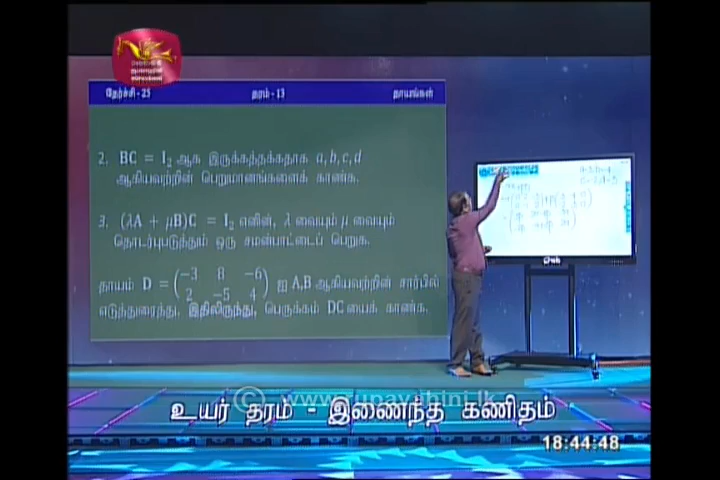 தேர்ச்சி - 25 தரம் - 13 தாயங்கள்
2. BC = I₂ ஆக இருக்கத்தக்கதாக a, b, c, d
ஆகியவற்றின் பெறுமானங்களைக் காண்க.
3. (λA + μB)C = I₂ எனின், λ வையும் μ வையும்
தொடர்புபடுத்தும் ஒரு சமன்பாட்டைப் பெறுக.
தாயம் D = (−3 8 −6
2 −5 4) ஐ A,B ஆகியவற்றின் சார்பில்
எடுத்துரைந்து, இதிலிருந்து, பெருக்கம் DC யைக் காண்க.
© www.rupavahini.lk
உயர் தரம் - இணைந்த கணிதம்
18:44:48